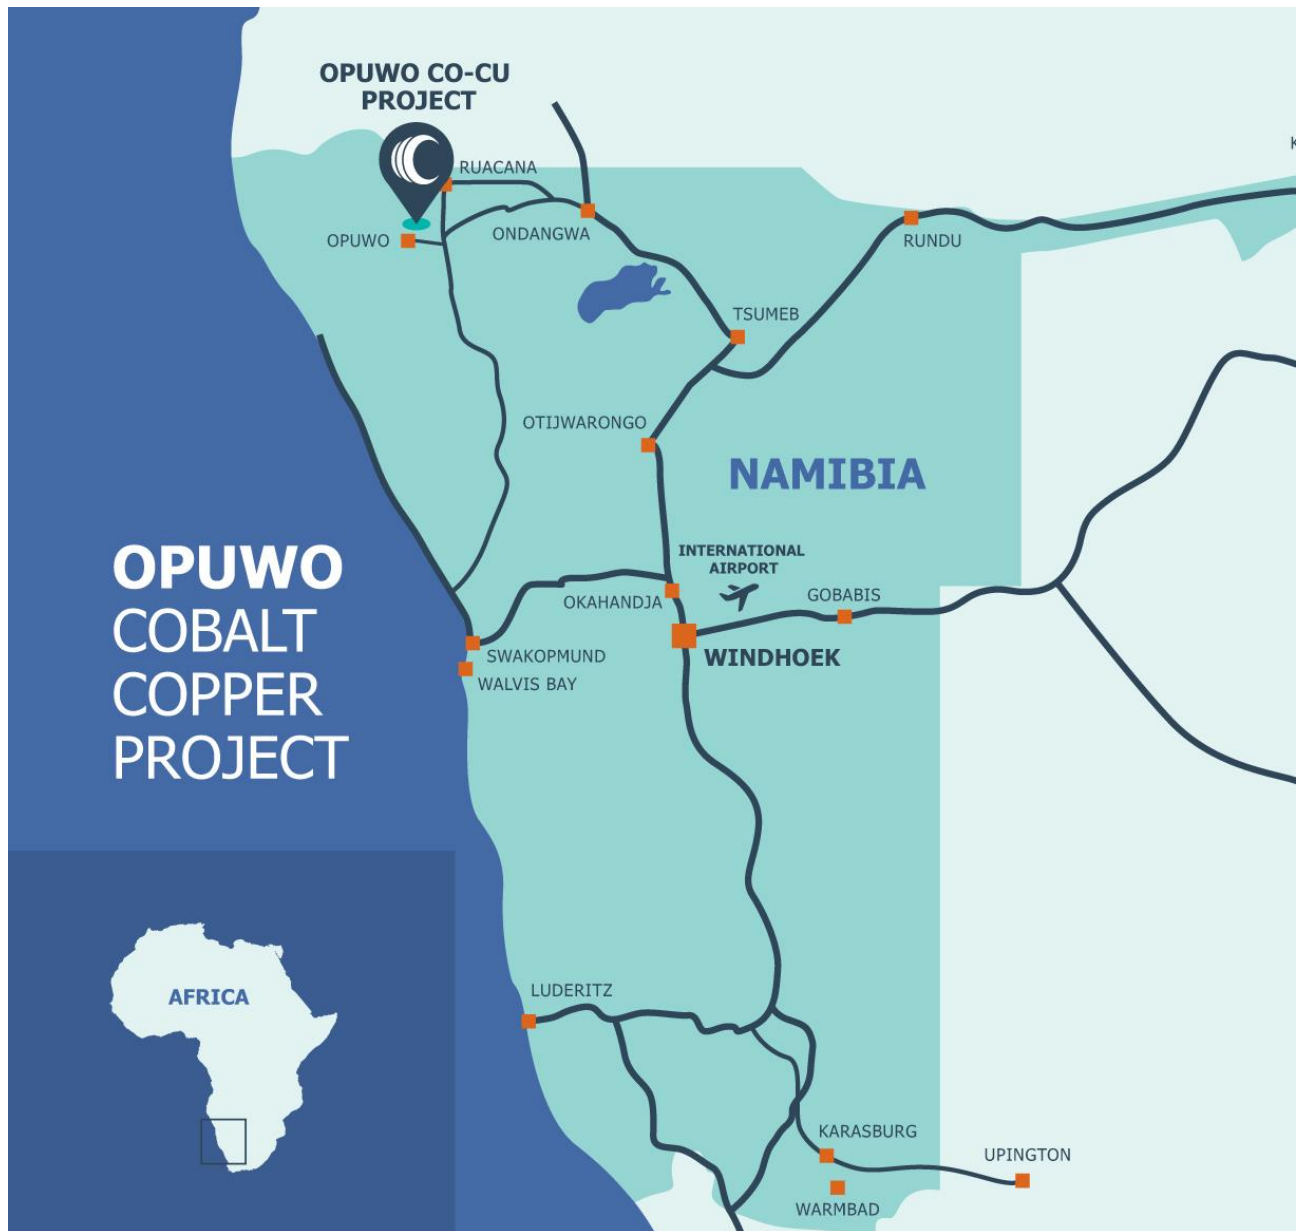 OPUWO CO-CU
PROJECT
K
RUACANA
OPUWO
ONDANGWA
RUNDU
TSUMEB
OTIJWARONGO
NAMIBIA
INTERNATIONAL
AIRPORT
OKAHANDJA
GOBABIS
SWAKOPMUND
WINDHOEK
WALVIS BAY
OPUWO
COBALT
COPPER
PROJECT
AFRICA
LUDERITZ
KARASBURG
UPINGTON
WARMBAD